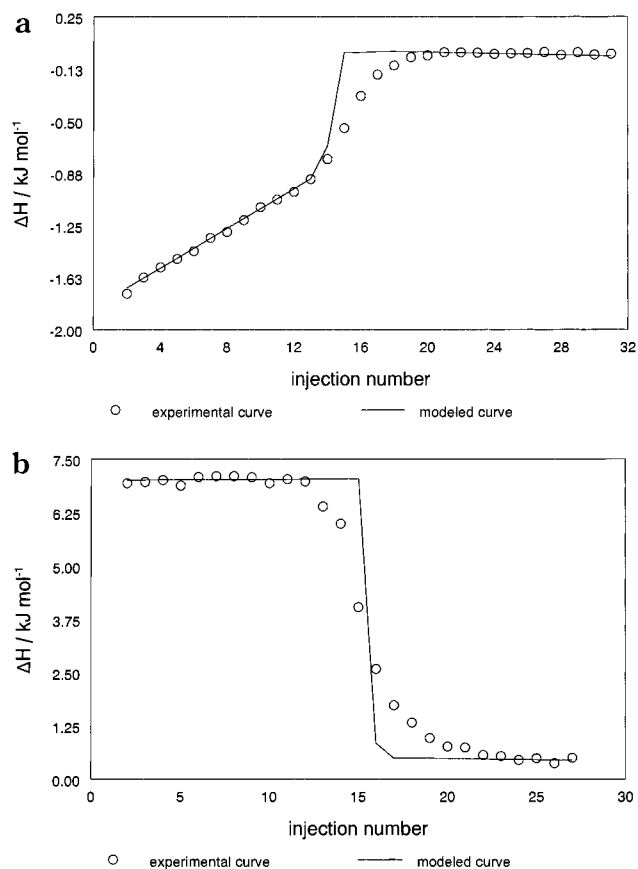 a
0.25
-0.13
-0.50
-0.88
-1.25
-1.63
-2.00
ΔH / kJ mol⁻¹
0 4 8 12 16 20 24 28 32
injection number
experimental curve modeled curve
b
7.50
6.25
5.00
3.75
2.50
1.25
0.00
ΔH / kJ mol⁻¹
0 5 10 15 20 25 30
injection number
experimental curve modeled curve